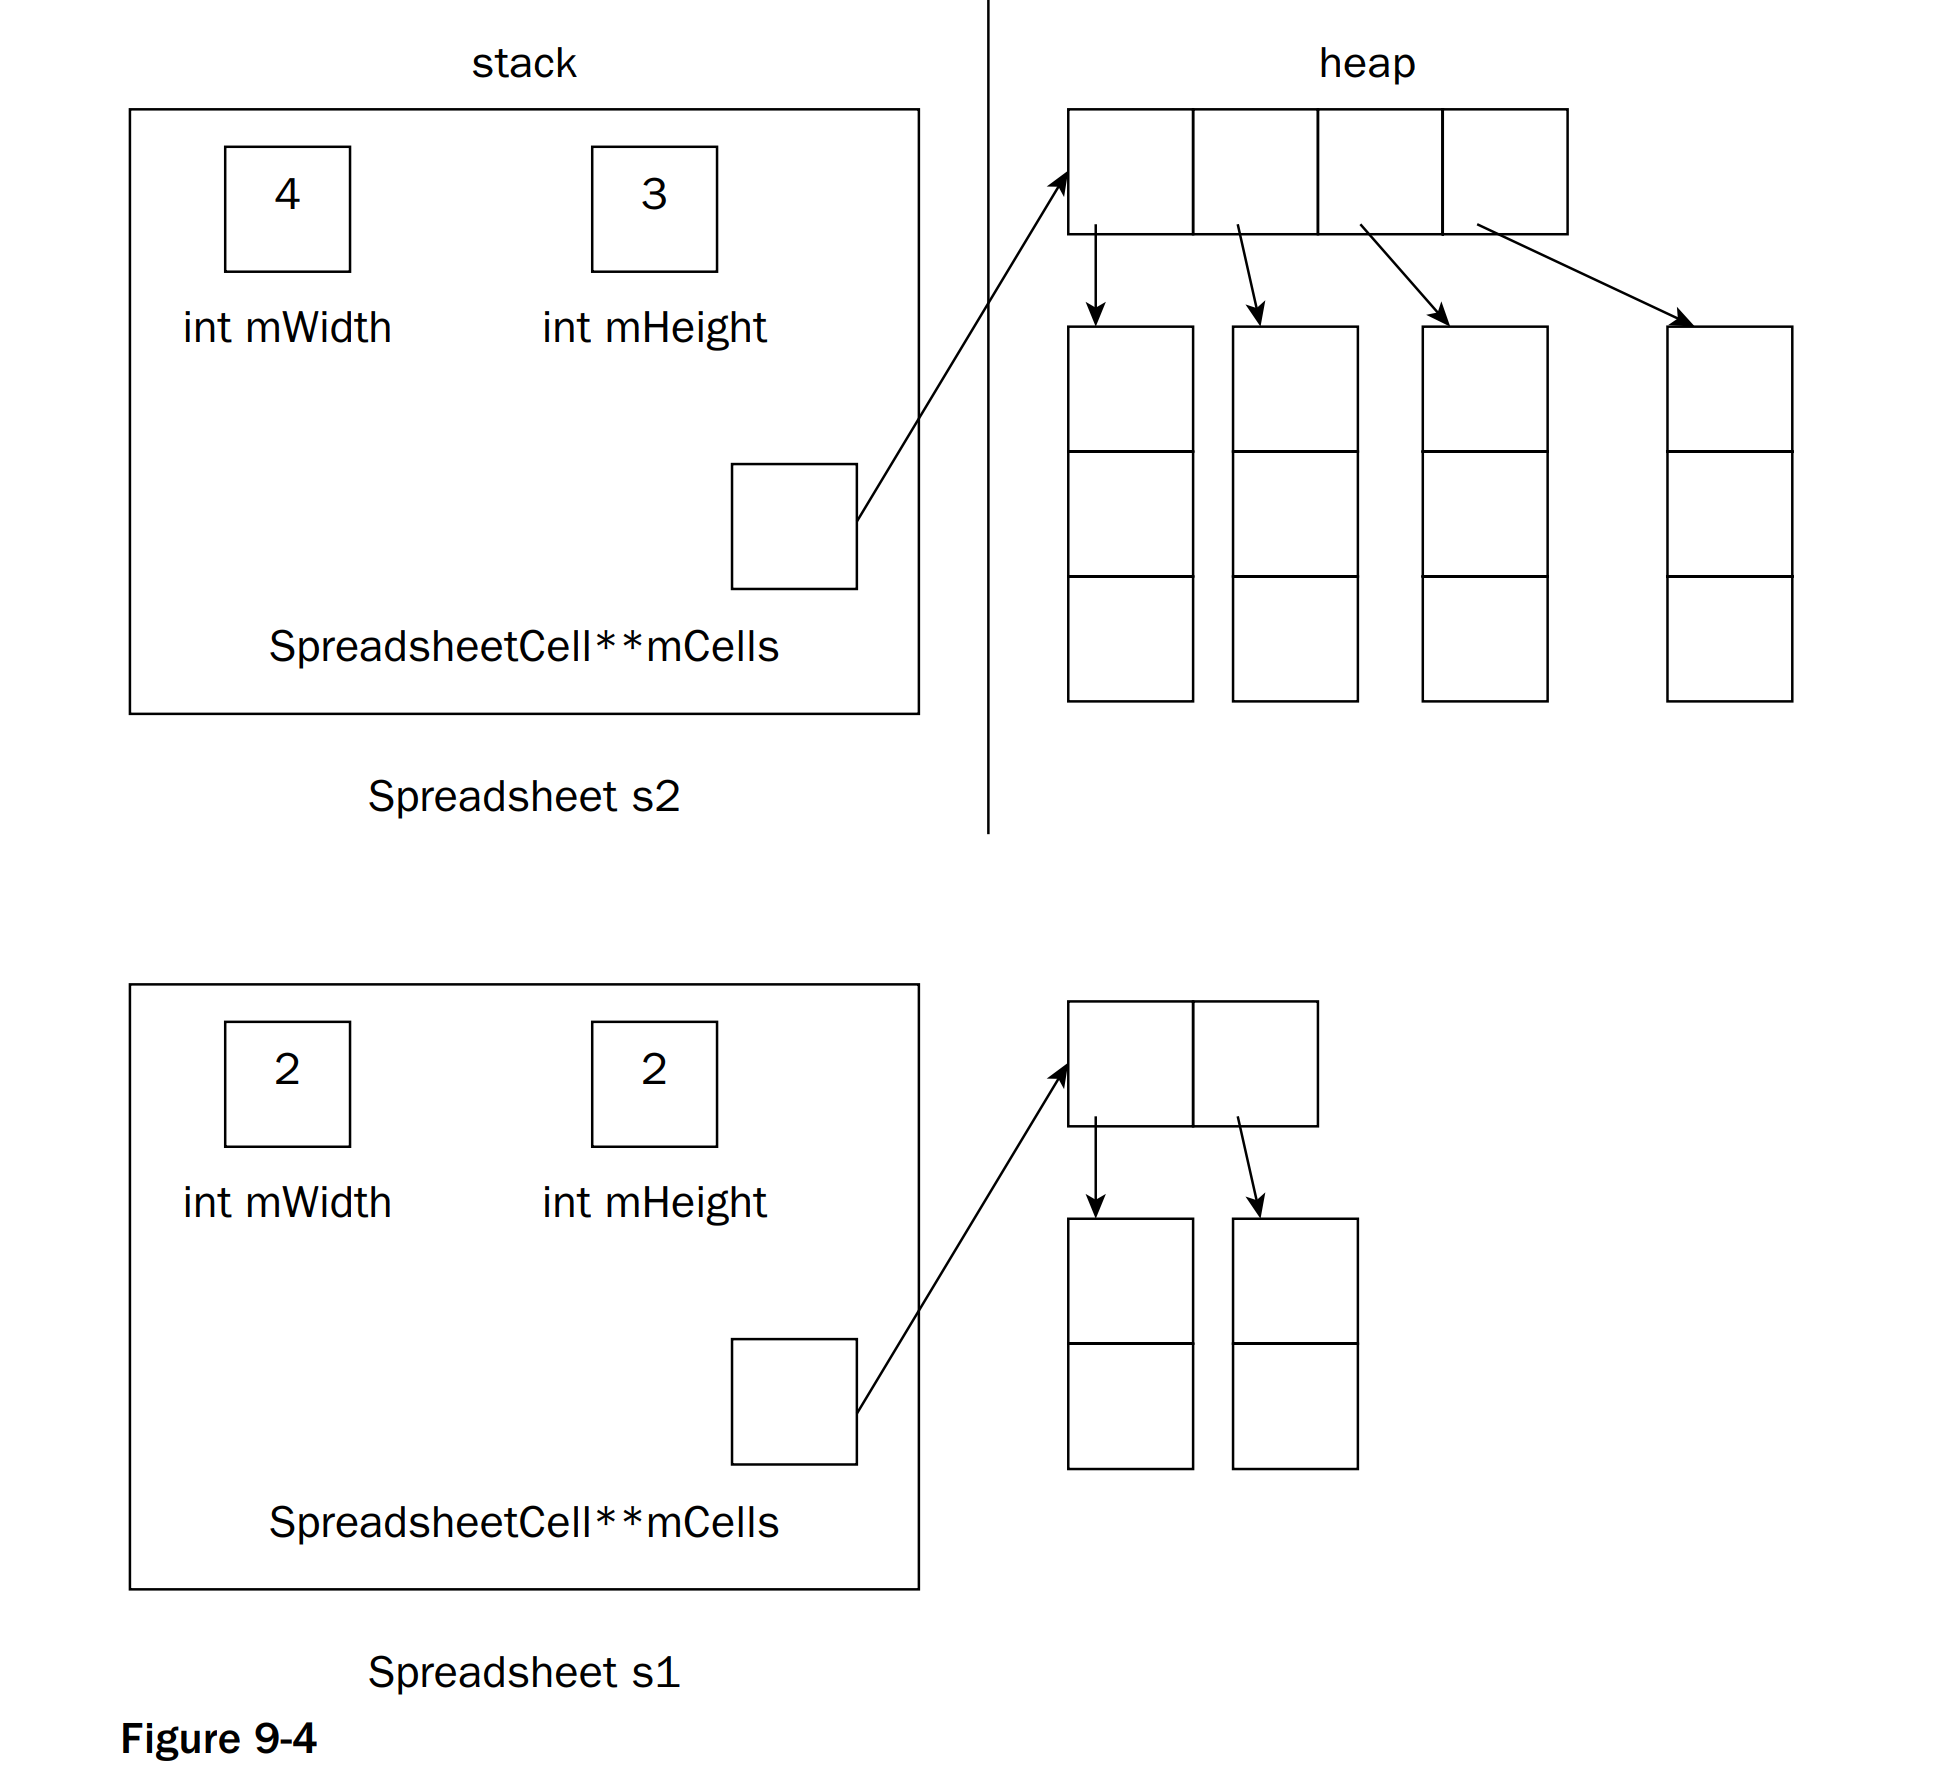 stack heap
4 3
int mWidth int mHeight
SpreadsheetCell**mCells
Spreadsheet s2
2 2
int mWidth int mHeight
SpreadsheetCell**mCells
Spreadsheet s1
Figure 9-4